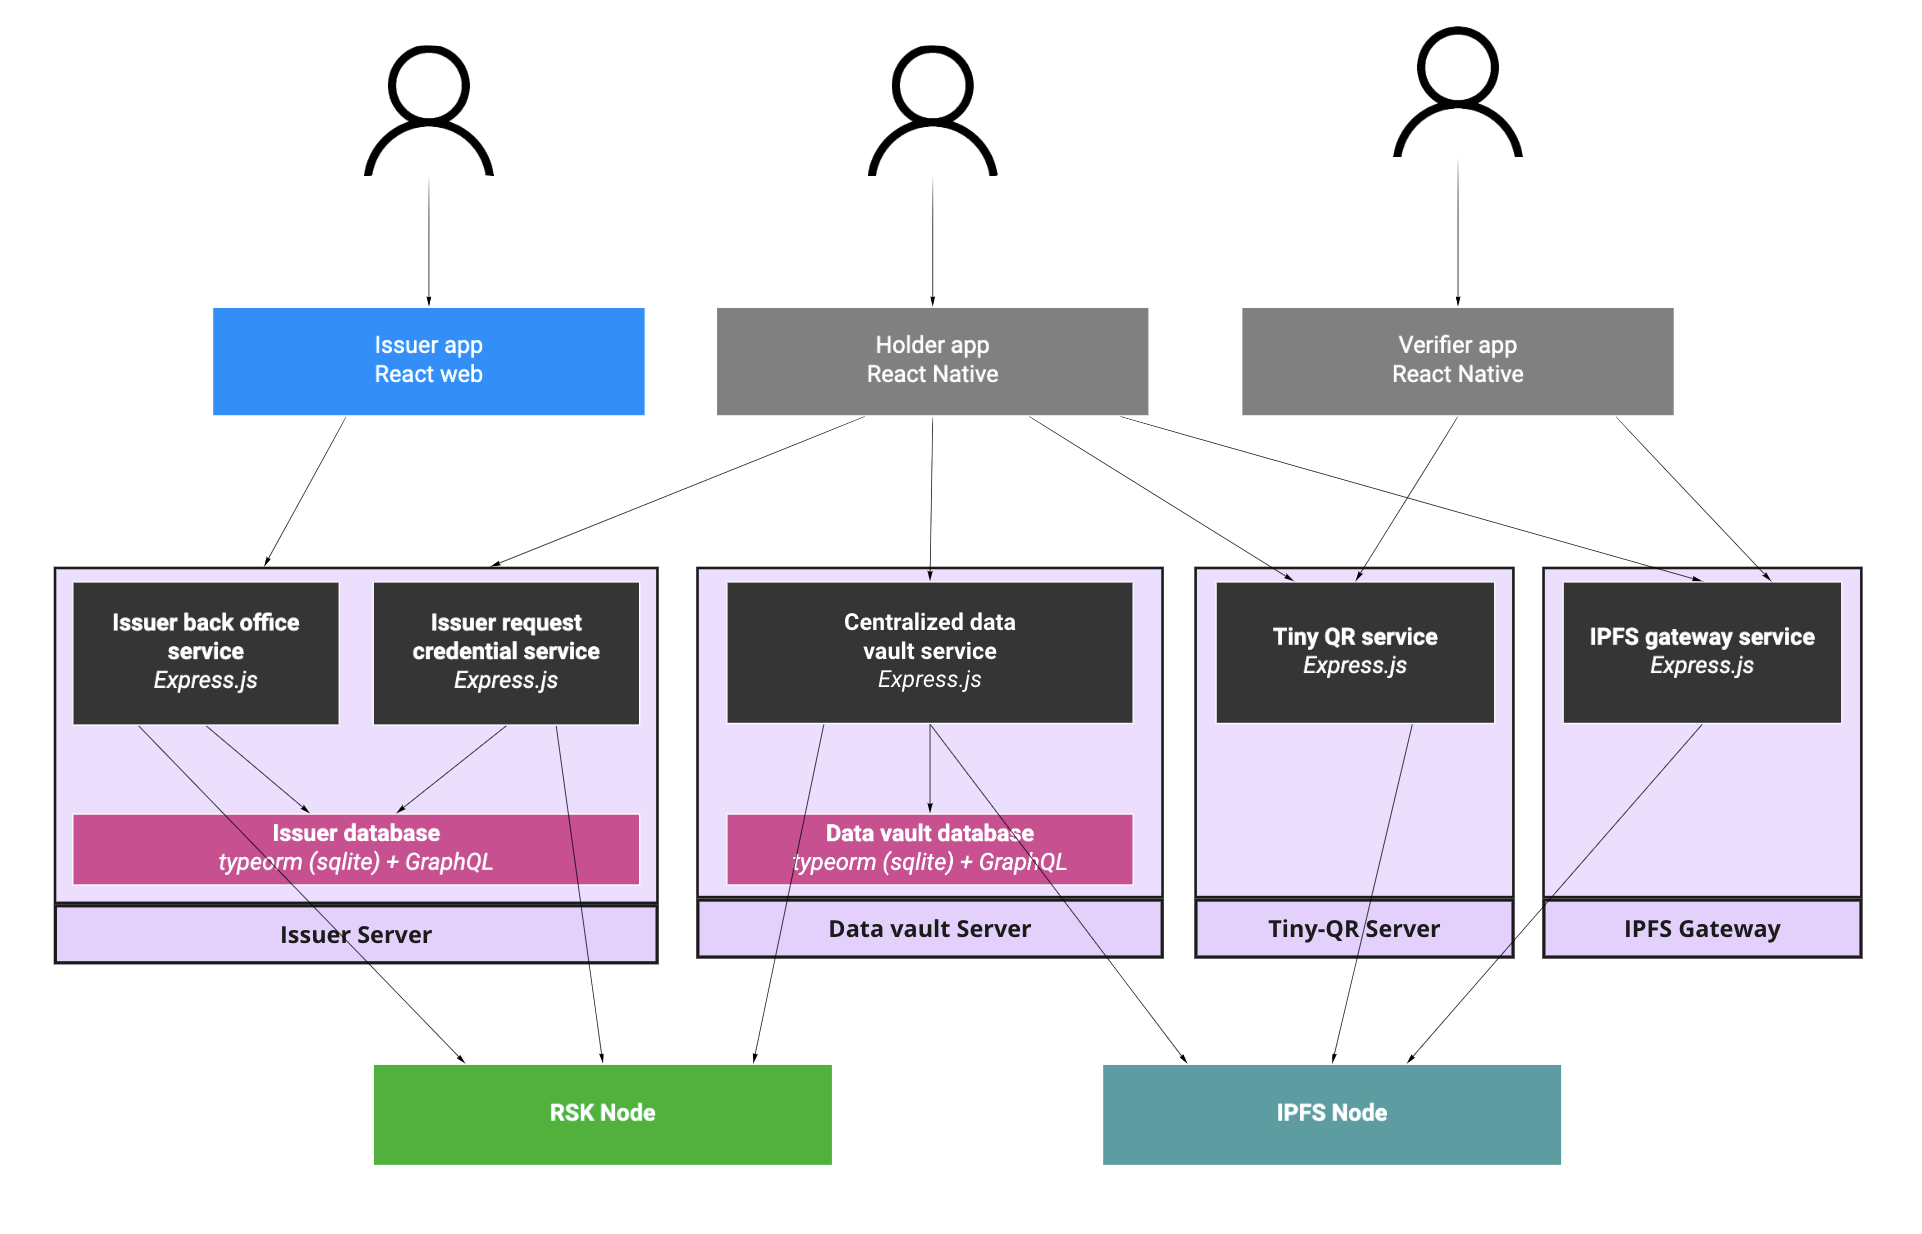 Issuer app
React web
Holder app
React Native
Verifier app
React Native
Issuer back office
service
Express.js
Issuer request
credential service
Express.js
Centralized data
vault service
Express.js
Tiny QR service
Express.js
IPFS gateway service
Express.js
Issuer database
typeorm (sqlite) + GraphQL
Data vault database
typeorm (sqlite) + GraphQL
Issuer Server
Data vault Server
Tiny-QR Server
IPFS Gateway
RSK Node
IPFS Node